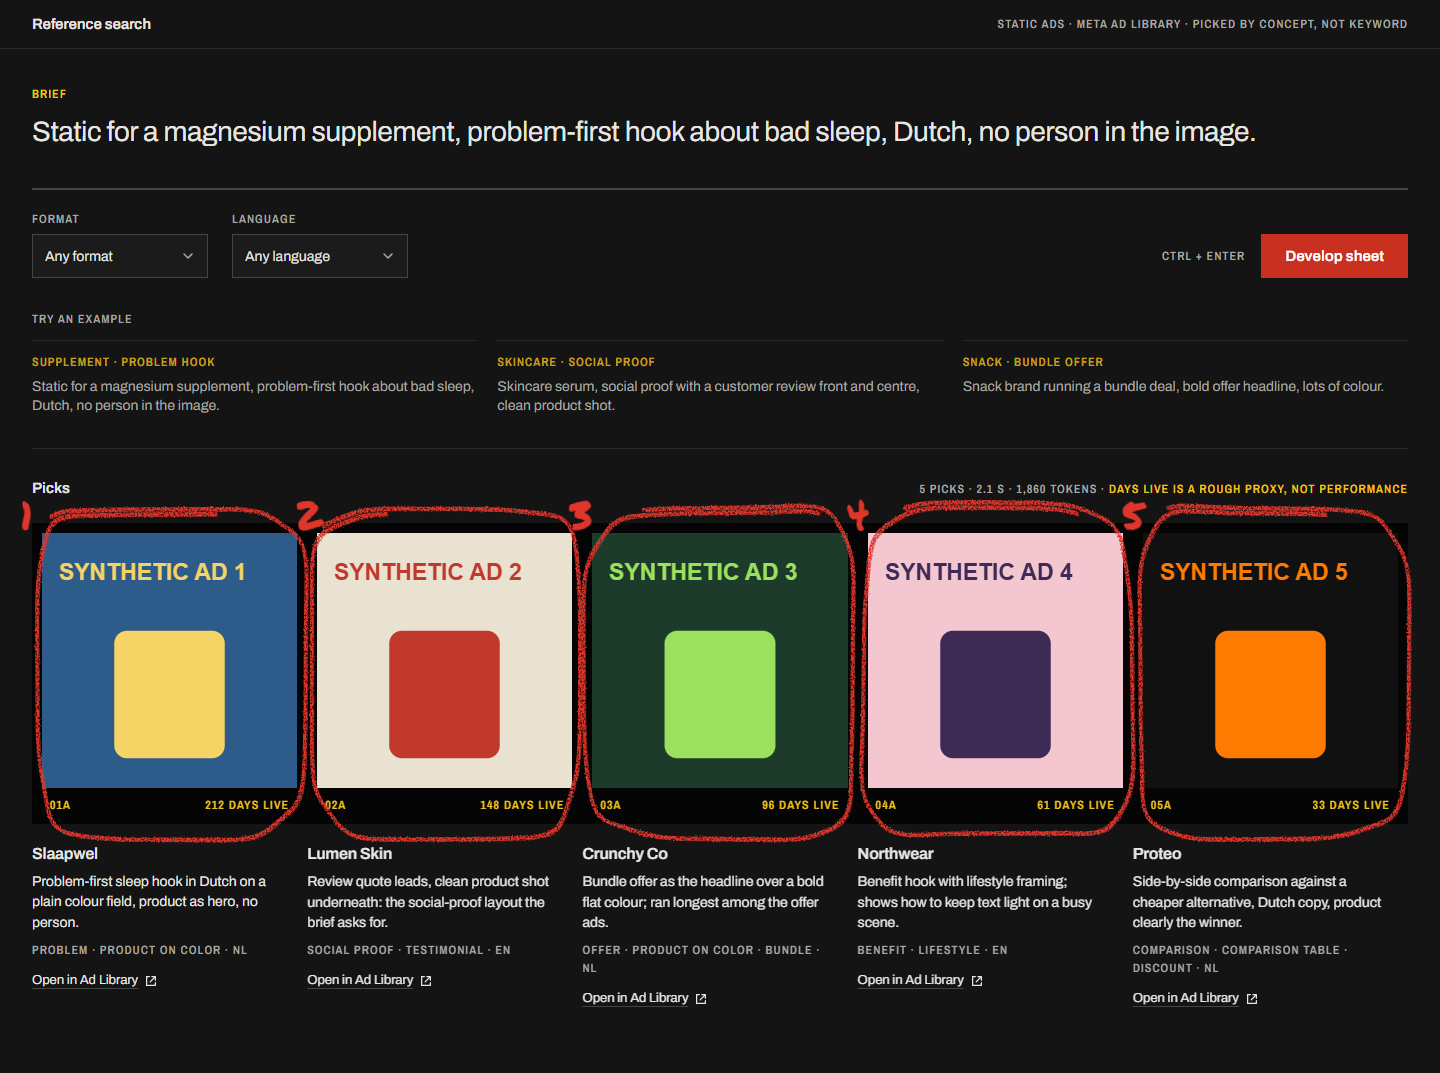 Reference search
STATIC ADS · META AD LIBRARY · PICKED BY CONCEPT, NOT KEYWORD
BRIEF
Static for a magnesium supplement, problem-first hook about bad sleep, Dutch, no person in the image.
FORMAT
LANGUAGE
Any format
Any language
CTRL + ENTER
Develop sheet
TRY AN EXAMPLE
SUPPLEMENT · PROBLEM HOOK
Static for a magnesium supplement, problem-first hook about bad sleep,
Dutch, no person in the image.
SKINCARE · SOCIAL PROOF
Skincare serum, social proof with a customer review front and centre,
clean product shot.
SNACK · BUNDLE OFFER
Snack brand running a bundle deal, bold offer headline, lots of colour.
Picks
5 PICKS · 2.1 S · 1,860 TOKENS · DAYS LIVE IS A ROUGH PROXY, NOT PERFORMANCE
1
SYNTHETIC AD 1
01A
212 DAYS LIVE
Slaapwel
Problem-first sleep hook in Dutch on a
plain colour field, product as hero, no
person.
PROBLEM · PRODUCT ON COLOR · NL
Open in Ad Library
2
SYNTHETIC AD 2
02A
148 DAYS LIVE
Lumen Skin
Review quote leads, clean product shot
underneath: the social-proof layout the
brief asks for.
SOCIAL PROOF · TESTIMONIAL · EN
Open in Ad Library
3
SYNTHETIC AD 3
03A
96 DAYS LIVE
Crunchy Co
Bundle offer as the headline over a bold
flat colour; ran longest among the offer
ads.
OFFER · PRODUCT ON COLOR · BUNDLE ·
NL
Open in Ad Library
4
SYNTHETIC AD 4
04A
61 DAYS LIVE
Northwear
Benefit hook with lifestyle framing;
shows how to keep text light on a busy
scene.
BENEFIT · LIFESTYLE · EN
Open in Ad Library
5
SYNTHETIC AD 5
05A
33 DAYS LIVE
Proteo
Side-by-side comparison against a
cheaper alternative, Dutch copy, product
clearly the winner.
COMPARISON · COMPARISON TABLE ·
DISCOUNT · NL
Open in Ad Library